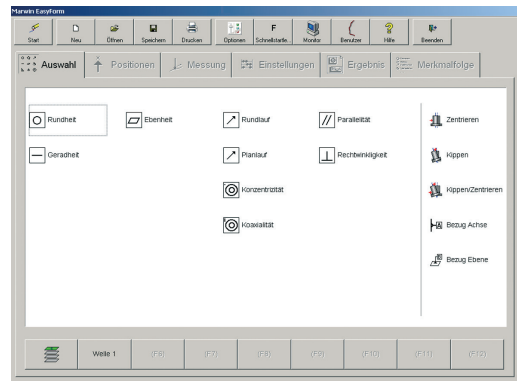 Marwin EasyForm
Start Neu Öffnen Speichern Drucken Optionen Schnellstarte... Monitor Benutzer Hilfe Beenden
Auswahl Positionen Messung Einstellungen Ergebnis Merkmalfolge
Rundheit Ebenheit Rundlauf Parallelität Zentrieren
Geradheit Planlauf Rechtwinkligkeit Kippen
Konzentrizität Kippen/Zentrieren
Koaxialität Bezug Achse
Bezug Ebene
Welle 1 (F6) (F7) (F8) (F9) (F10) (F11) (F12)